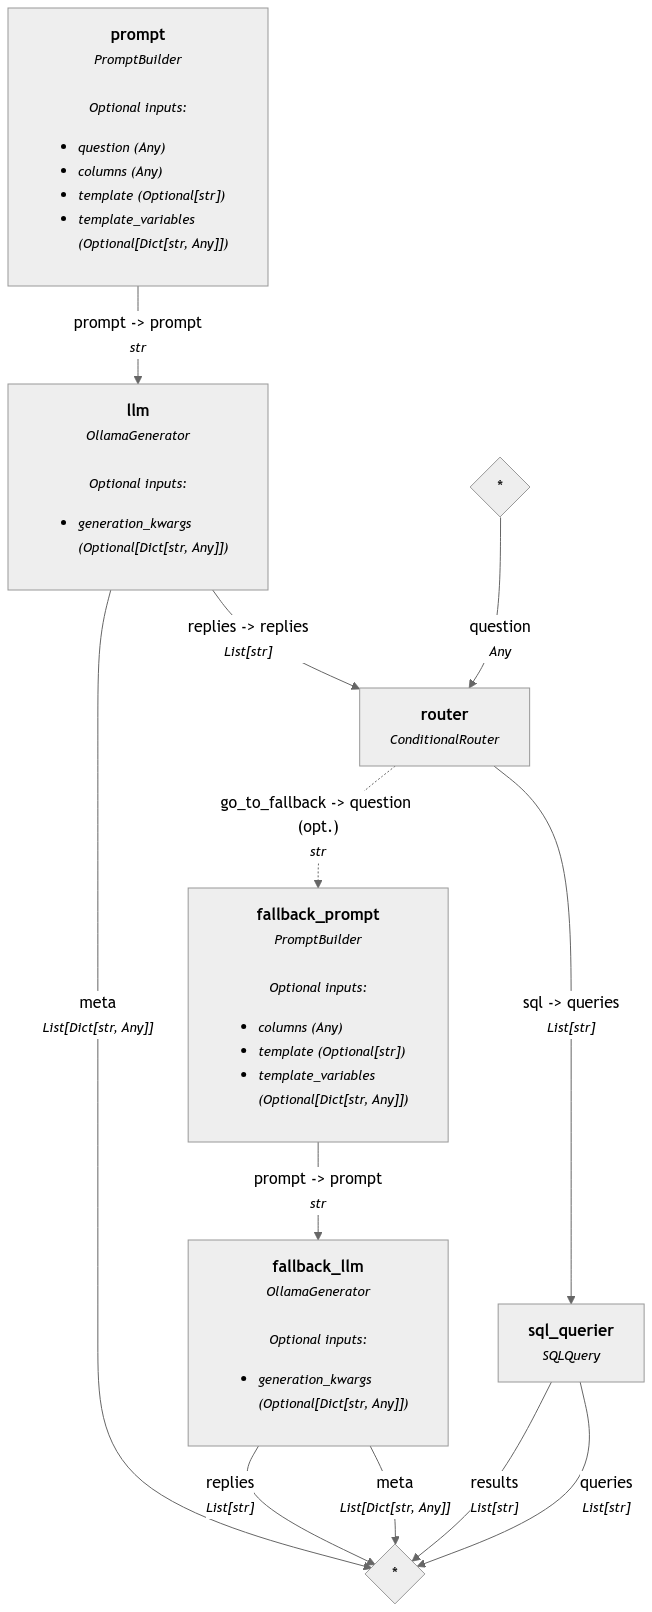 prompt
PromptBuilder
Optional inputs:
• question (Any)
• columns (Any)
• template (Optional[str])
• template_variables
(Optional[Dict[str, Any]])
prompt -> prompt
str
llm
OllamaGenerator
Optional inputs:
• generation_kwargs
(Optional[Dict[str, Any]])
*
replies -> replies
List[str]
question
Any
router
ConditionalRouter
go_to_fallback -> question
(opt.)
str
fallback_prompt
PromptBuilder
Optional inputs:
• columns (Any)
• template (Optional[str])
• template_variables
(Optional[Dict[str, Any]])
meta
List[Dict[str, Any]]
sql -> queries
List[str]
prompt -> prompt
str
fallback_llm
OllamaGenerator
Optional inputs:
• generation_kwargs
(Optional[Dict[str, Any]])
sql_querier
SQLQuery
replies
List[str]
meta
List[Dict[str, Any]]
results
List[str]
queries
List[str]
*